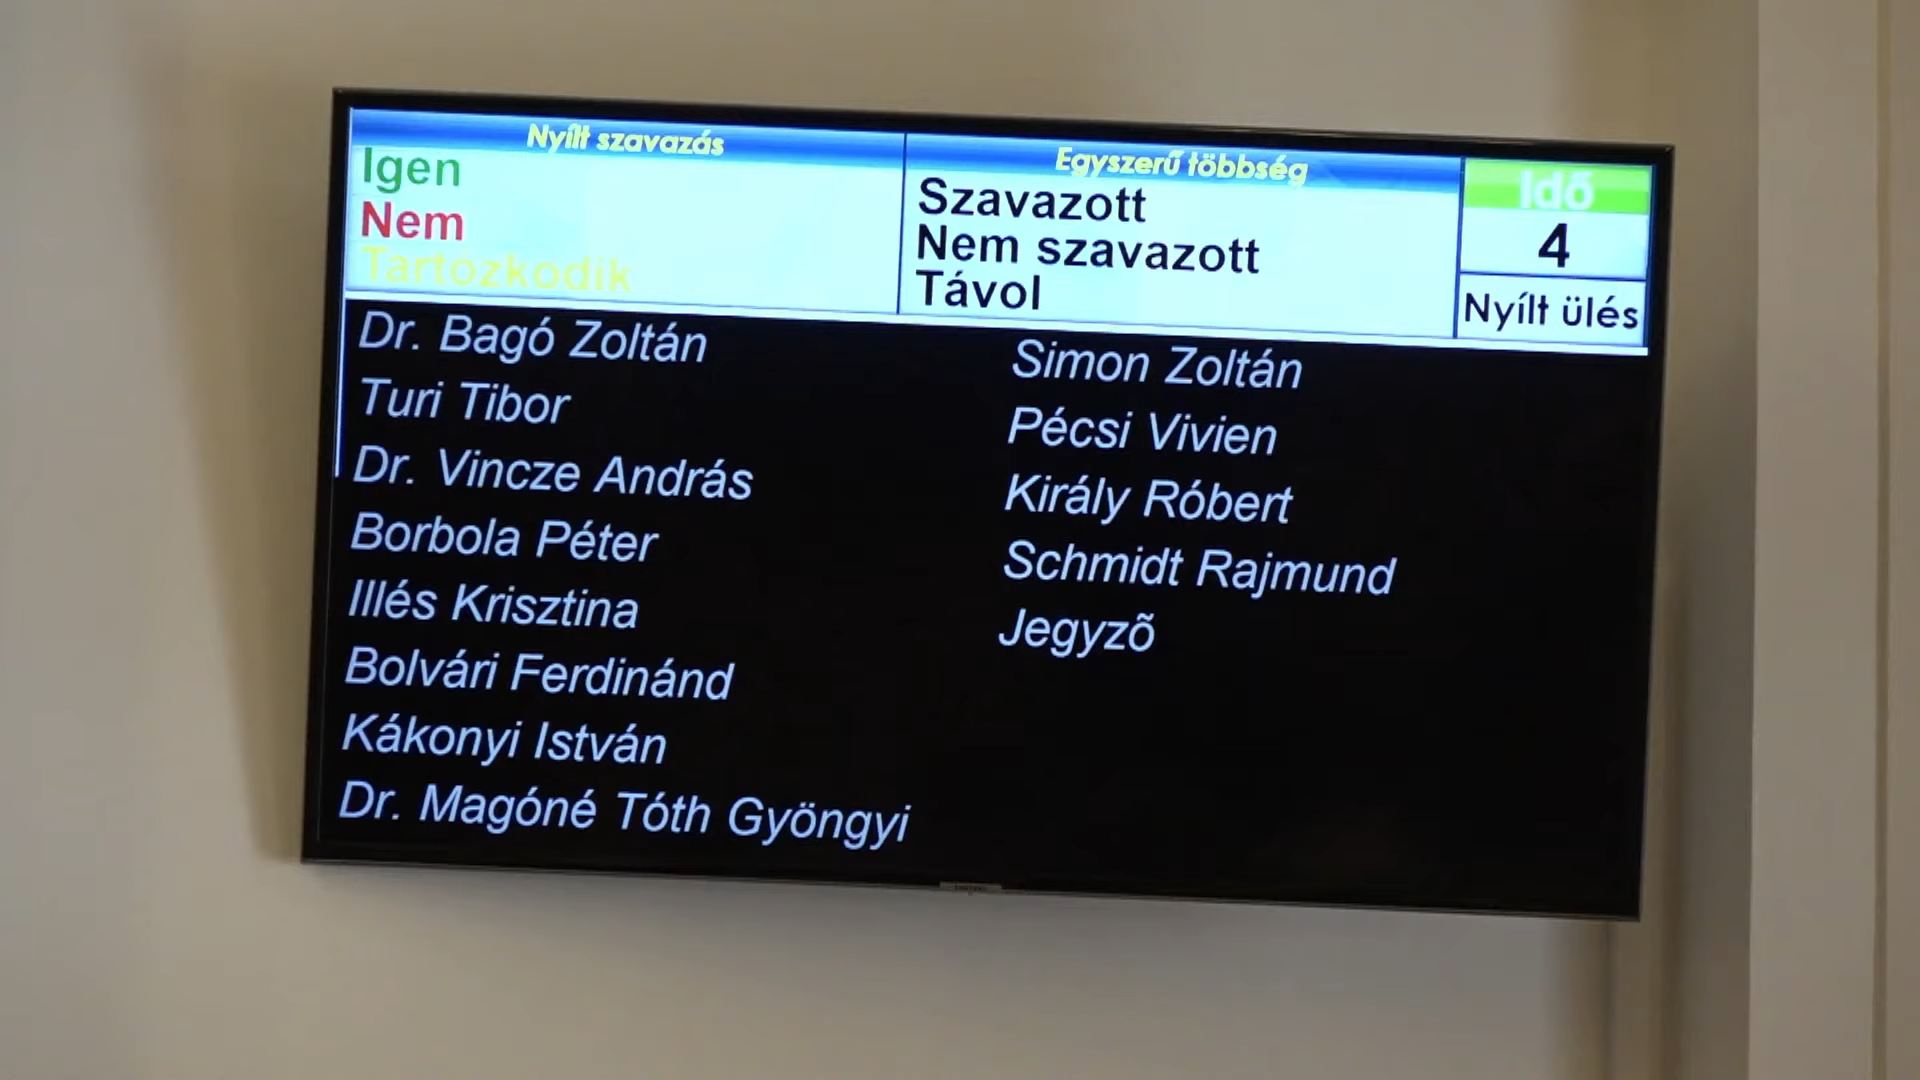 Nyílt szavazás
Igen
Nem
Tartozkodik
Egyszerű többség
Szavazott
Nem szavazott
Távol
Idő
4
Nyílt ülés
Dr. Bagó Zoltán
Turi Tibor
Dr. Vincze András
Borbola Péter
Illés Krisztina
Bolvári Ferdinánd
Kákonyi István
Dr. Magóné Tóth Gyöngyi
Simon Zoltán
Pécsi Vivien
Király Róbert
Schmidt Rajmund
Jegyzõ